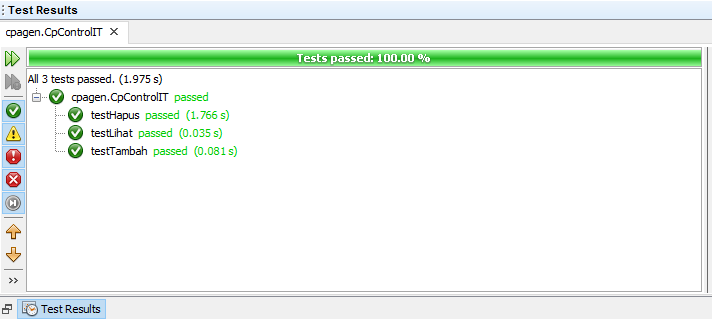 Test Results
cpagen.CpControlIT
Tests passed: 100.00 %
All 3 tests passed. (1.975 s)
cpagen.CpControlIT passed
testHapus passed (1.766 s)
testLihat passed (0.035 s)
testTambah passed (0.081 s)
Test Results